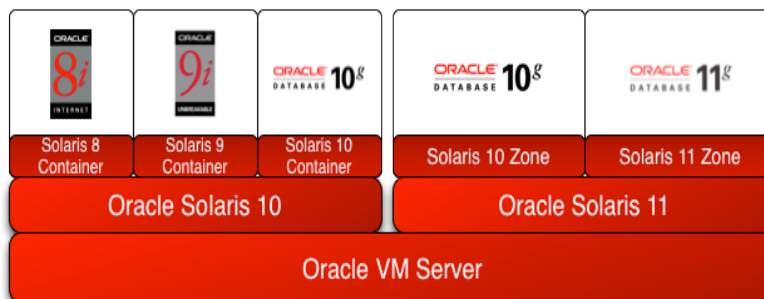 ORACLE
8i
INTERNET
ORACLE
9i
UNBREAKABLE
ORACLE
DATABASE 10g
ORACLE
DATABASE 10g
ORACLE
DATABASE 11g
Solaris 8
Container
Solaris 9
Container
Solaris 10
Container
Solaris 10 Zone
Solaris 11 Zone
Oracle Solaris 10
Oracle Solaris 11
Oracle VM Server